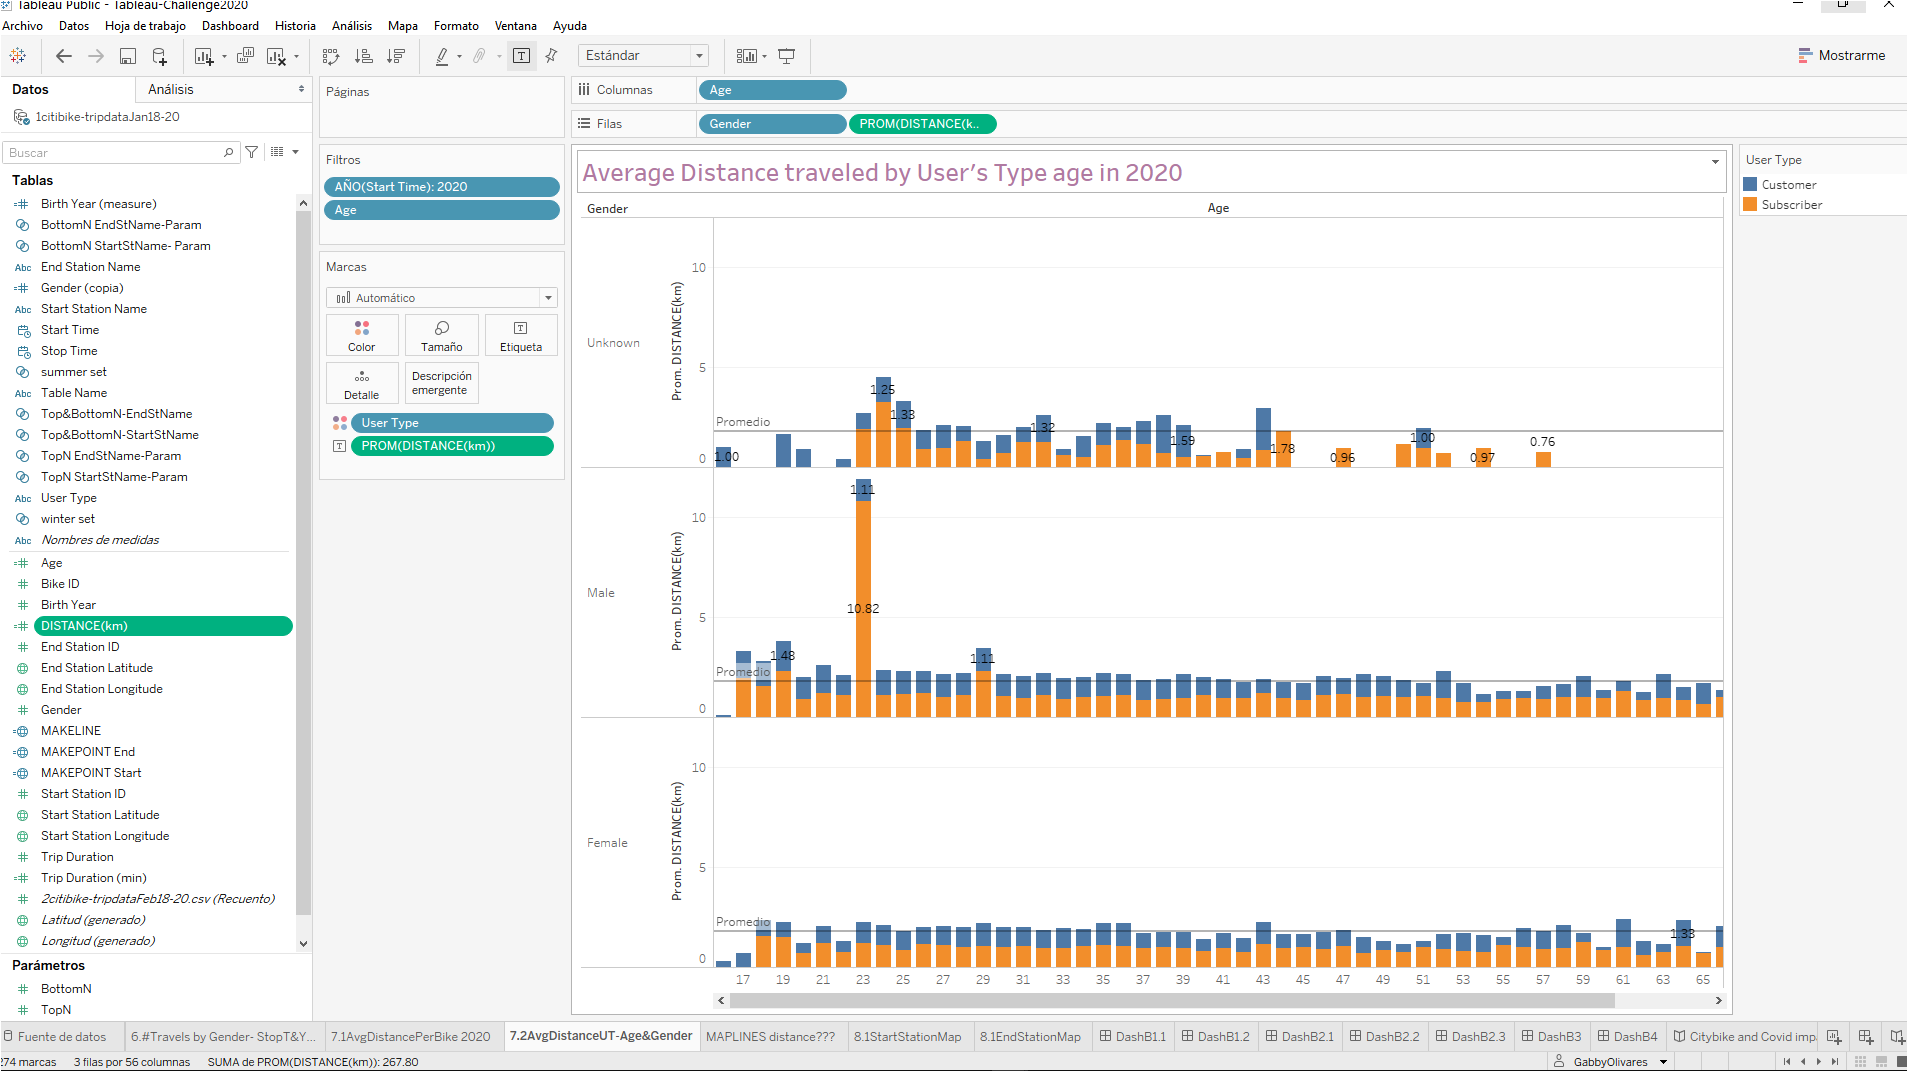 Tableau Public - Tableau-Challenge2020
Archivo Datos Hoja de trabajo Dashboard Historia Análisis Mapa Formato Ventana Ayuda
Estándar
Mostrarme
Datos
Análisis
1citibike-tripdataJan18-20
Buscar
Tablas
Birth Year (measure)
BottomN EndStName-Param
BottomN StartStName- Param
Abc End Station Name
Gender (copia)
Abc Start Station Name
Start Time
Stop Time
summer set
Abc Table Name
Top&BottomN-EndStName
Top&BottomN-StartStName
TopN EndStName-Param
TopN StartStName-Param
Abc User Type
winter set
Abc Nombres de medidas
Age
Bike ID
Birth Year
DISTANCE(km)
End Station ID
End Station Latitude
End Station Longitude
Gender
MAKELINE
MAKEPOINT End
MAKEPOINT Start
Start Station ID
Start Station Latitude
Start Station Longitude
Trip Duration
Trip Duration (min)
2citibike-tripdataFeb18-20.csv (Recuento)
Latitud (generado)
Longitud (generado)
Parámetros
BottomN
TopN
Páginas
Filtros
AÑO(Start Time): 2020
Age
Marcas
Automático
Color
Tamaño
Etiqueta
Detalle
Descripción
emergente
User Type
PROM(DISTANCE(km))
Columnas
Age
Filas
Gender
PROM(DISTANCE(k..
Average Distance traveled by User's Type age in 2020
Gender
Age
Unknown
Prom. DISTANCE(km)
10
5
0
Promedio
1.00
1.25
1.33
1.32
1.59
1.78
0.96
1.00
0.97
0.76
Male
Prom. DISTANCE(km)
10
5
0
Promedio
1.48
1.11
10.82
1.11
Female
Prom. DISTANCE(km)
10
5
0
Promedio
1.33
17 19 21 23 25 27 29 31 33 35 37 39 41 43 45 47 49 51 53 55 57 59 61 63 65
User Type
Customer
Subscriber
Fuente de datos
6.#Travels by Gender- StopT&Y...
7.1AvgDistancePerBike 2020
7.2AvgDistanceUT-Age&Gender
MAPLINES distance???
8.1StartStationMap
8.1EndStationMap
DashB1.1
DashB1.2
DashB2.1
DashB2.2
DashB2.3
DashB3
DashB4
Citybike and Covid imp
274 marcas
3 filas por 56 columnas
SUMA de PROM(DISTANCE(km)): 267.80
GabbyOlivares